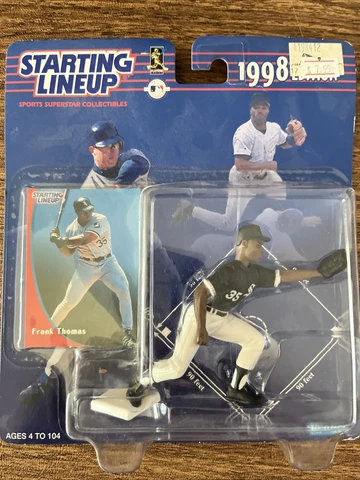 STARTING
LINEUP
SPORTS SUPERSTAR COLLECTIBLES
1998
STARTING
LINEUP
35
Frank Thomas
35
90 feet
90 feet
AGES 4 TO 104